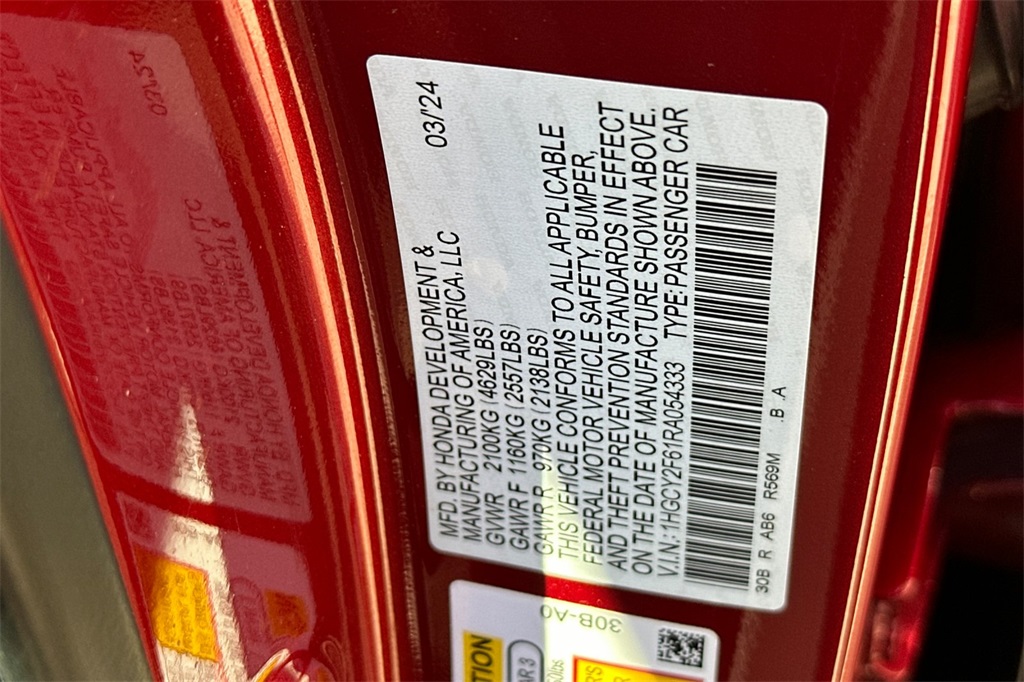 MFD. BY HONDA DEVELOPMENT & 03/'24
MANUFACTURING OF AMERICA, LLC
GVWR 2100KG (4629LBS)
GAWR F 1160KG (2557LBS)
GAWR R 970KG (2138LBS)
THIS VEHICLE CONFORMS TO ALL APPLICABLE
FEDERAL MOTOR VEHICLE SAFETY, BUMPER,
AND THEFT PREVENTION STANDARDS IN EFFECT
ON THE DATE OF MANUFACTURE SHOWN ABOVE.
V.I.N.:1HGCY2F61RA054333 TYPE:PASSENGER CAR
30B R AB6 R569M .B .A
30B-A0